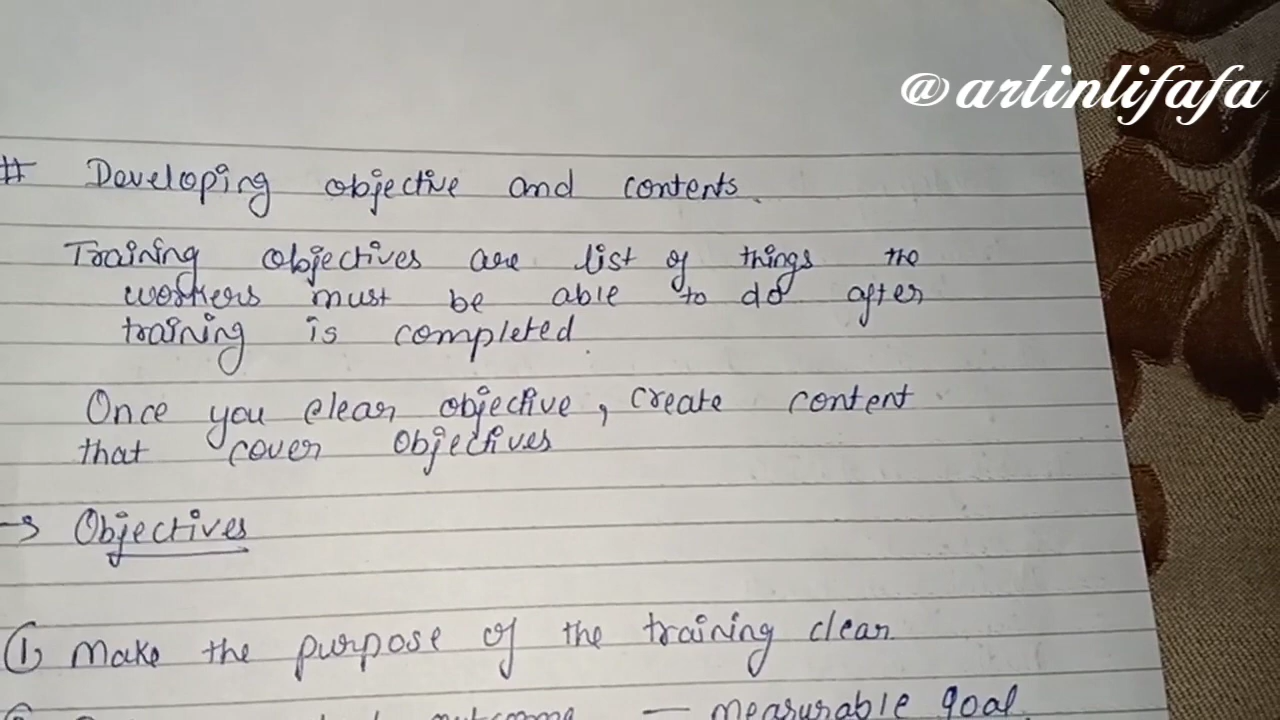 @artinlifafa
# Developing objective and contents.
Training objectives are list of things the
workers must be able to do after
training is completed.
Once you clear objective, create content
that cover objectives
→ Objectives
① Make the purpose of the training clear
— measurable goal.